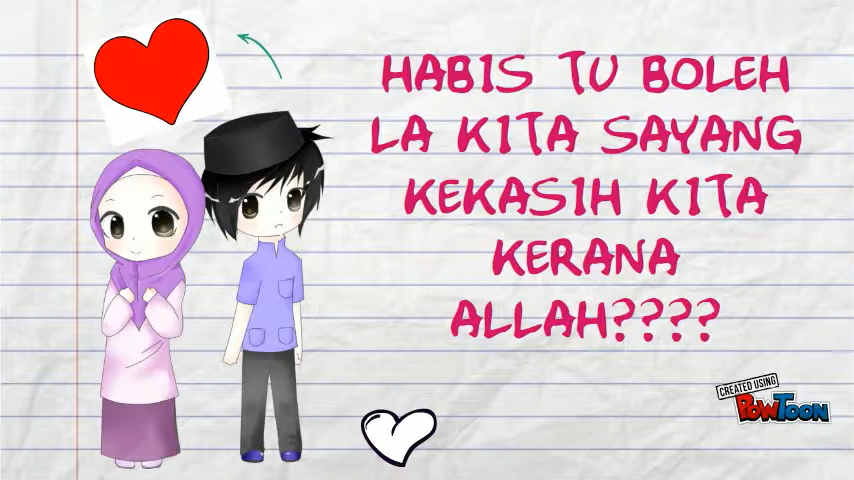 HABIS TU BOLEH
LA KITA SAYANG
KEKASIH KITA
KERANA
ALLAH????
CREATED USING
POWTOON